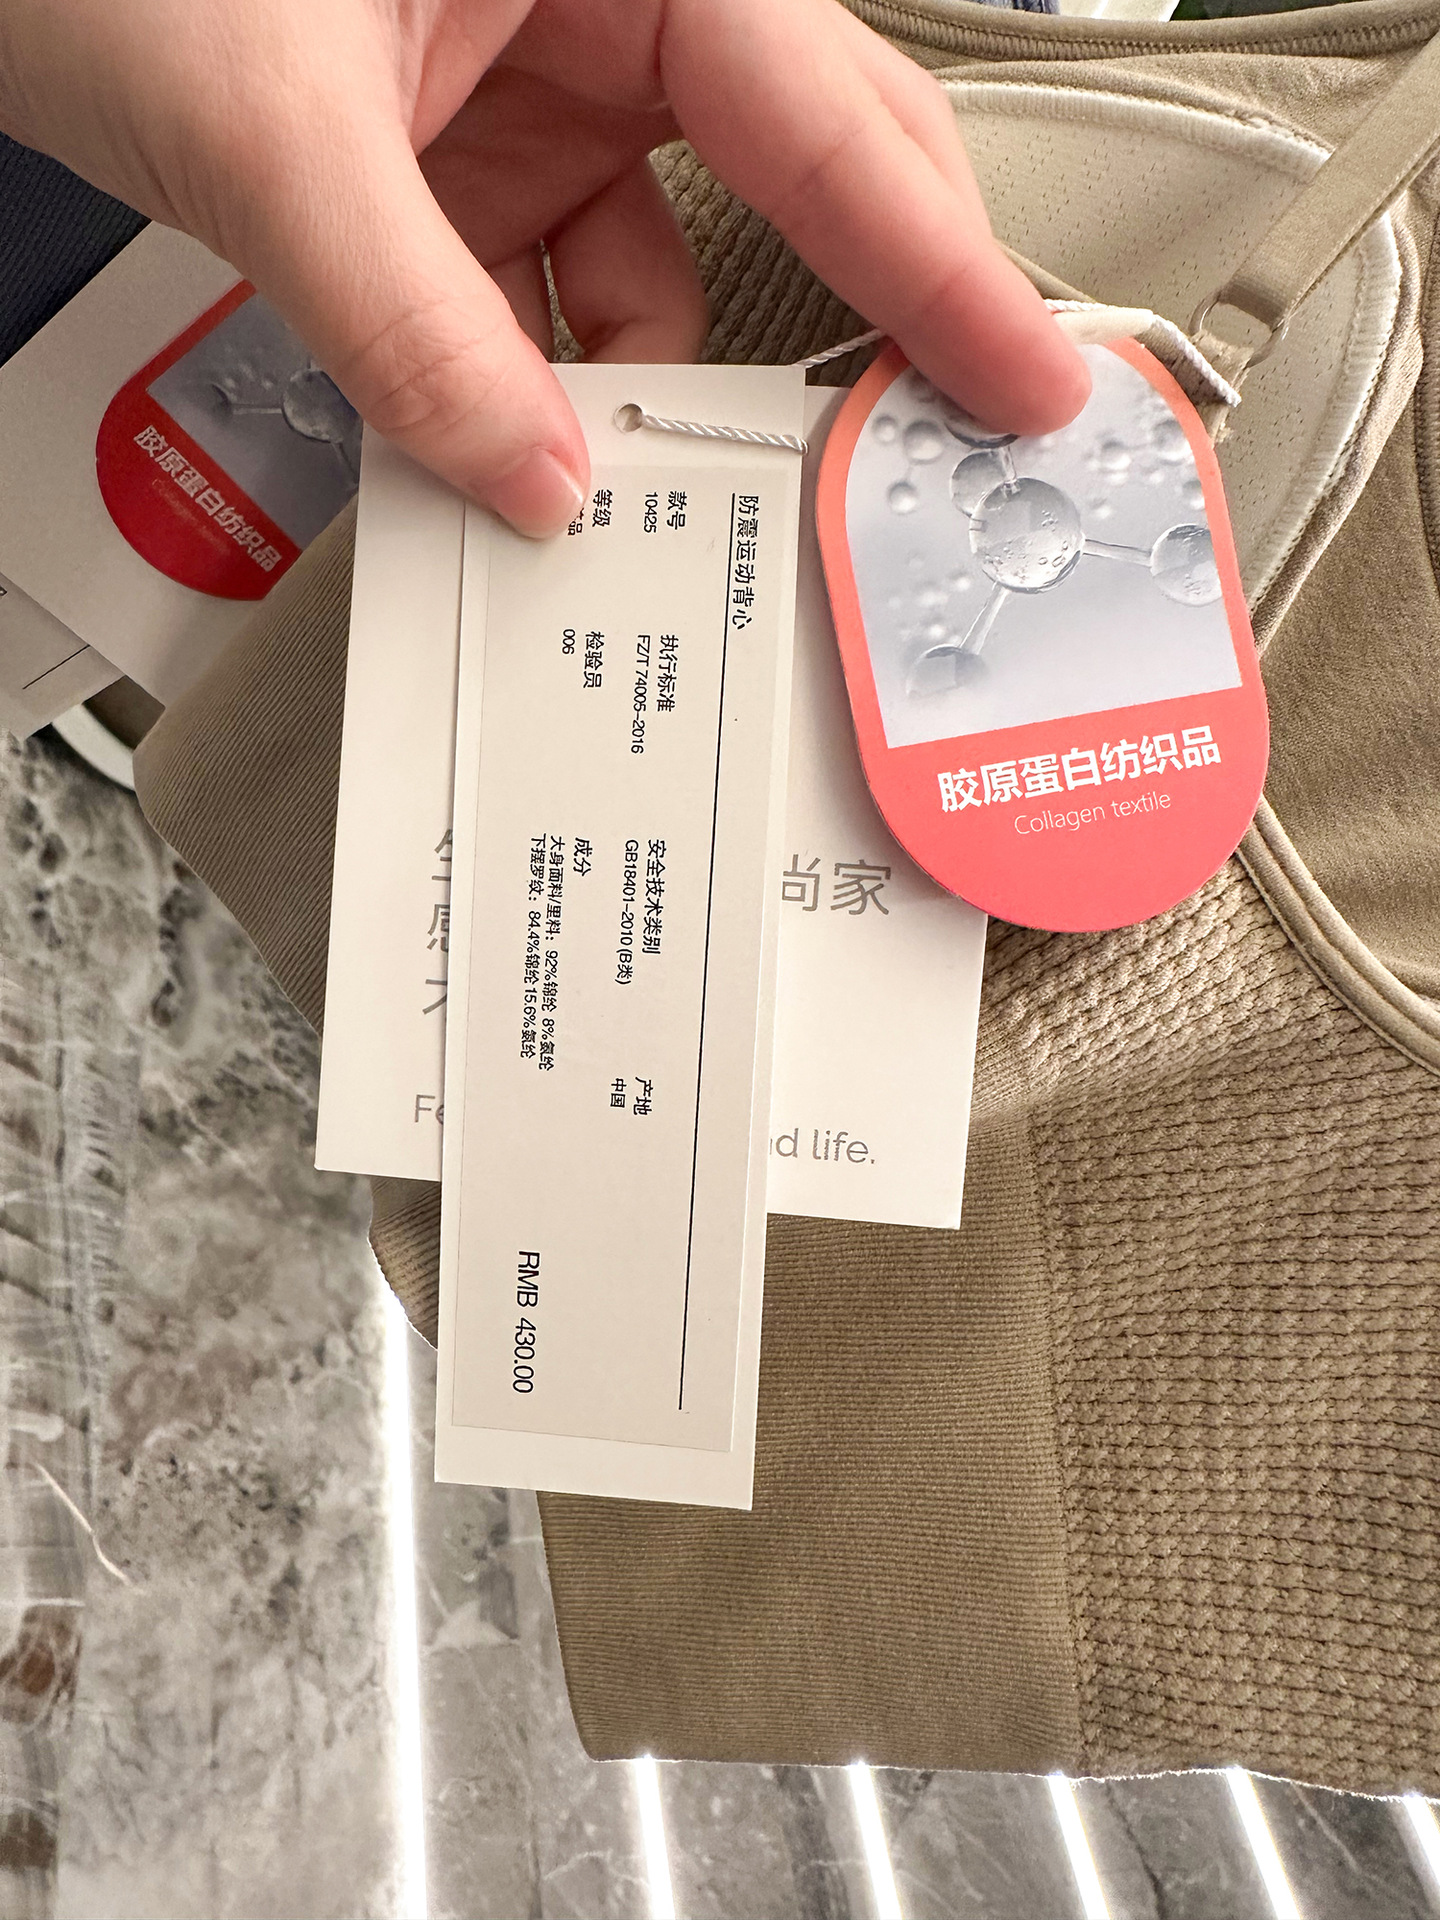 防震运动背心
款号
10425
执行标准
FZ/T 74005-2016
安全技术类别
GB18401-2010 (B类)
产地
中国
等级
品
检验员
006
成分
大身面料/里料：92%锦纶 8%氨纶
下摆罗纹：84.4%锦纶 15.6%氨纶
RMB 430.00
胶原蛋白纺织品
Collagen textile
尚家
life.
胶原蛋白纺织品
Collagen textile